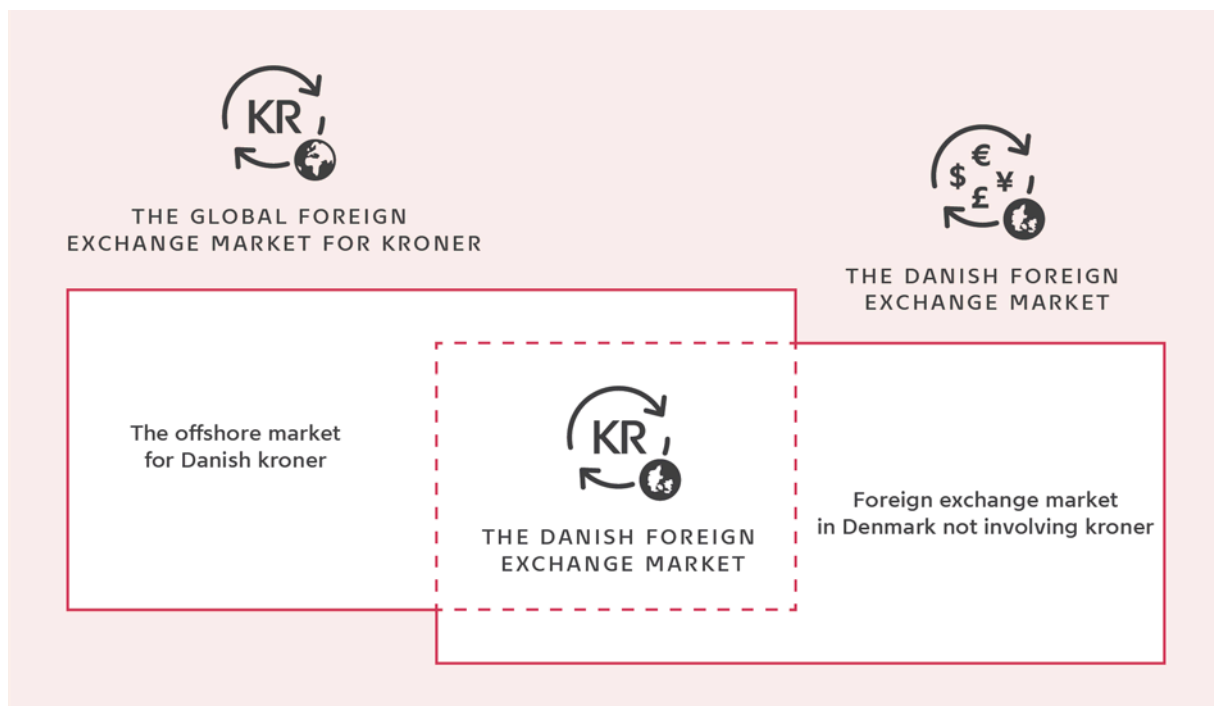 KR
THE GLOBAL FOREIGN
EXCHANGE MARKET FOR KRONER
€
$
¥
£
THE DANISH FOREIGN
EXCHANGE MARKET
The offshore market
for Danish kroner
KR
THE DANISH FOREIGN
EXCHANGE MARKET
Foreign exchange market
in Denmark not involving kroner